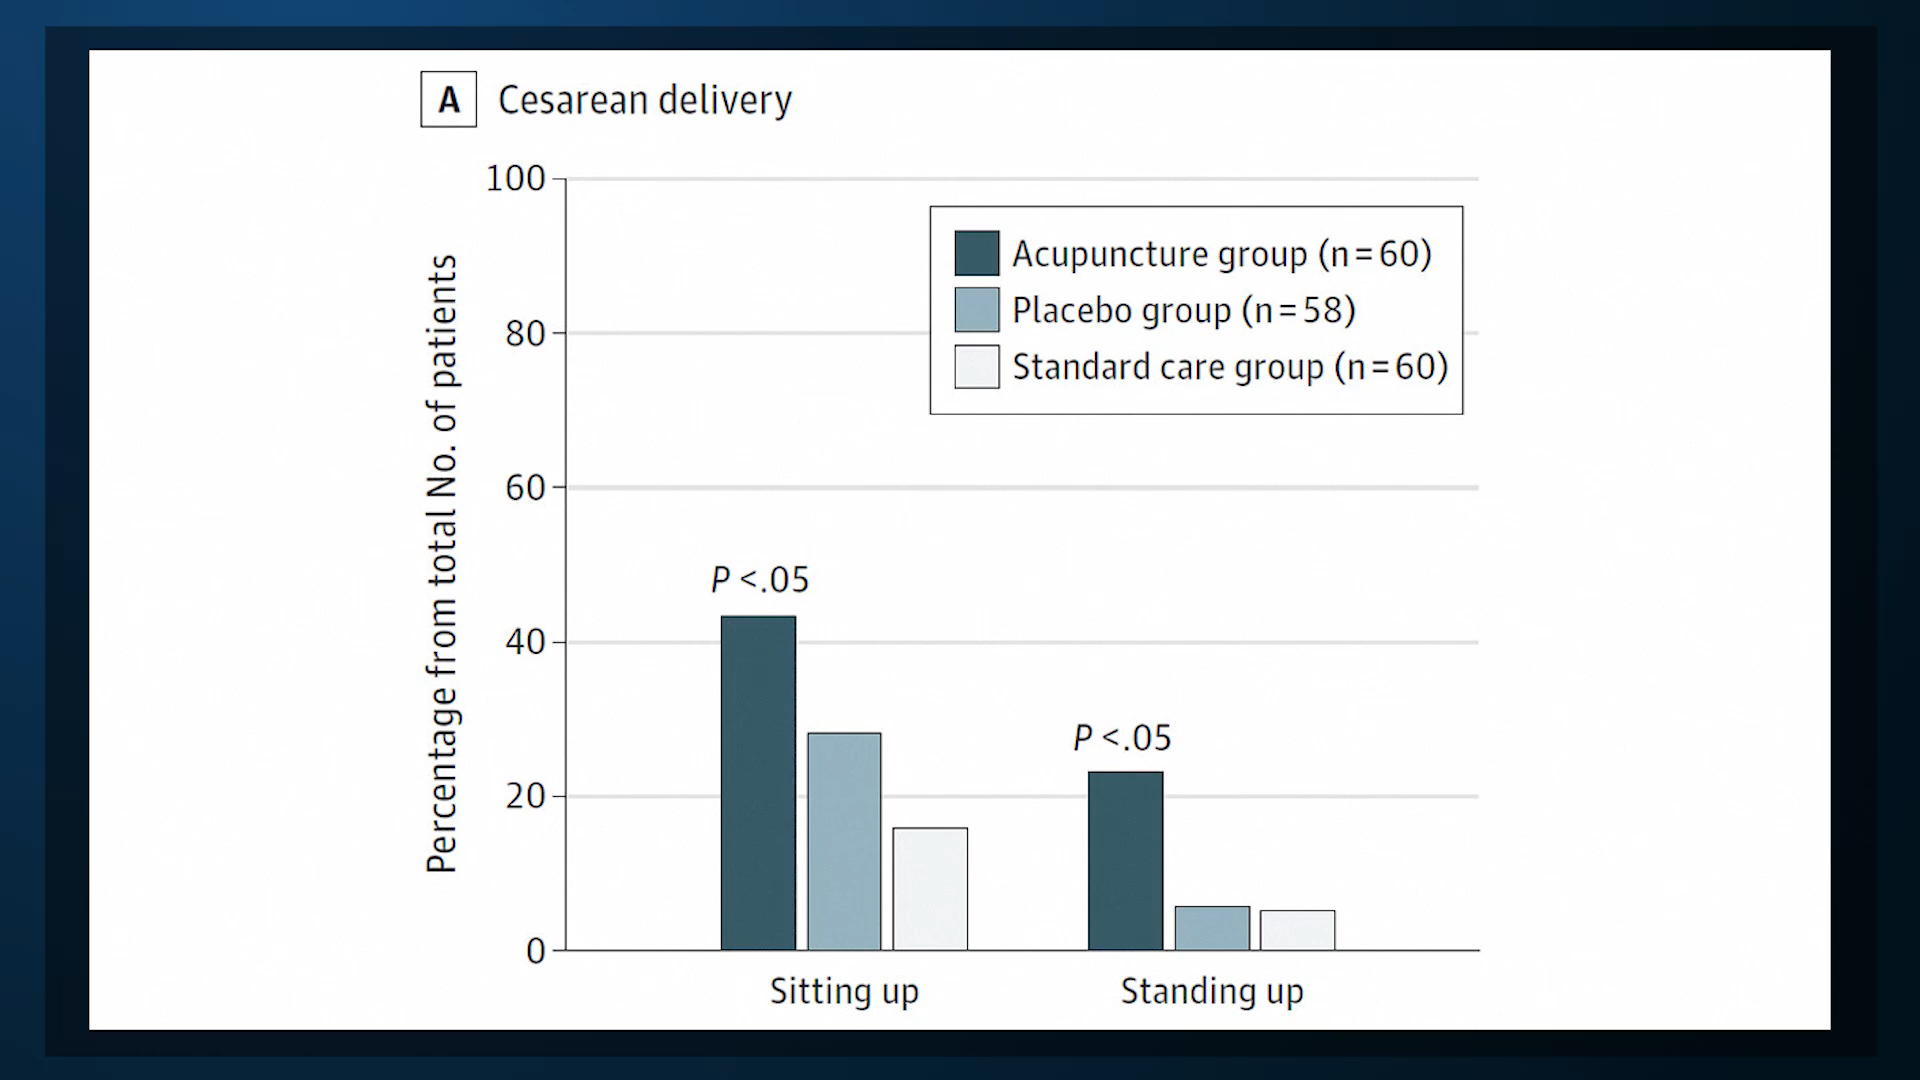 A Cesarean delivery
Percentage from total No. of patients
100
80
60
40
20
0
Acupuncture group (n=60)
Placebo group (n=58)
Standard care group (n=60)
P <.05
P <.05
Sitting up
Standing up